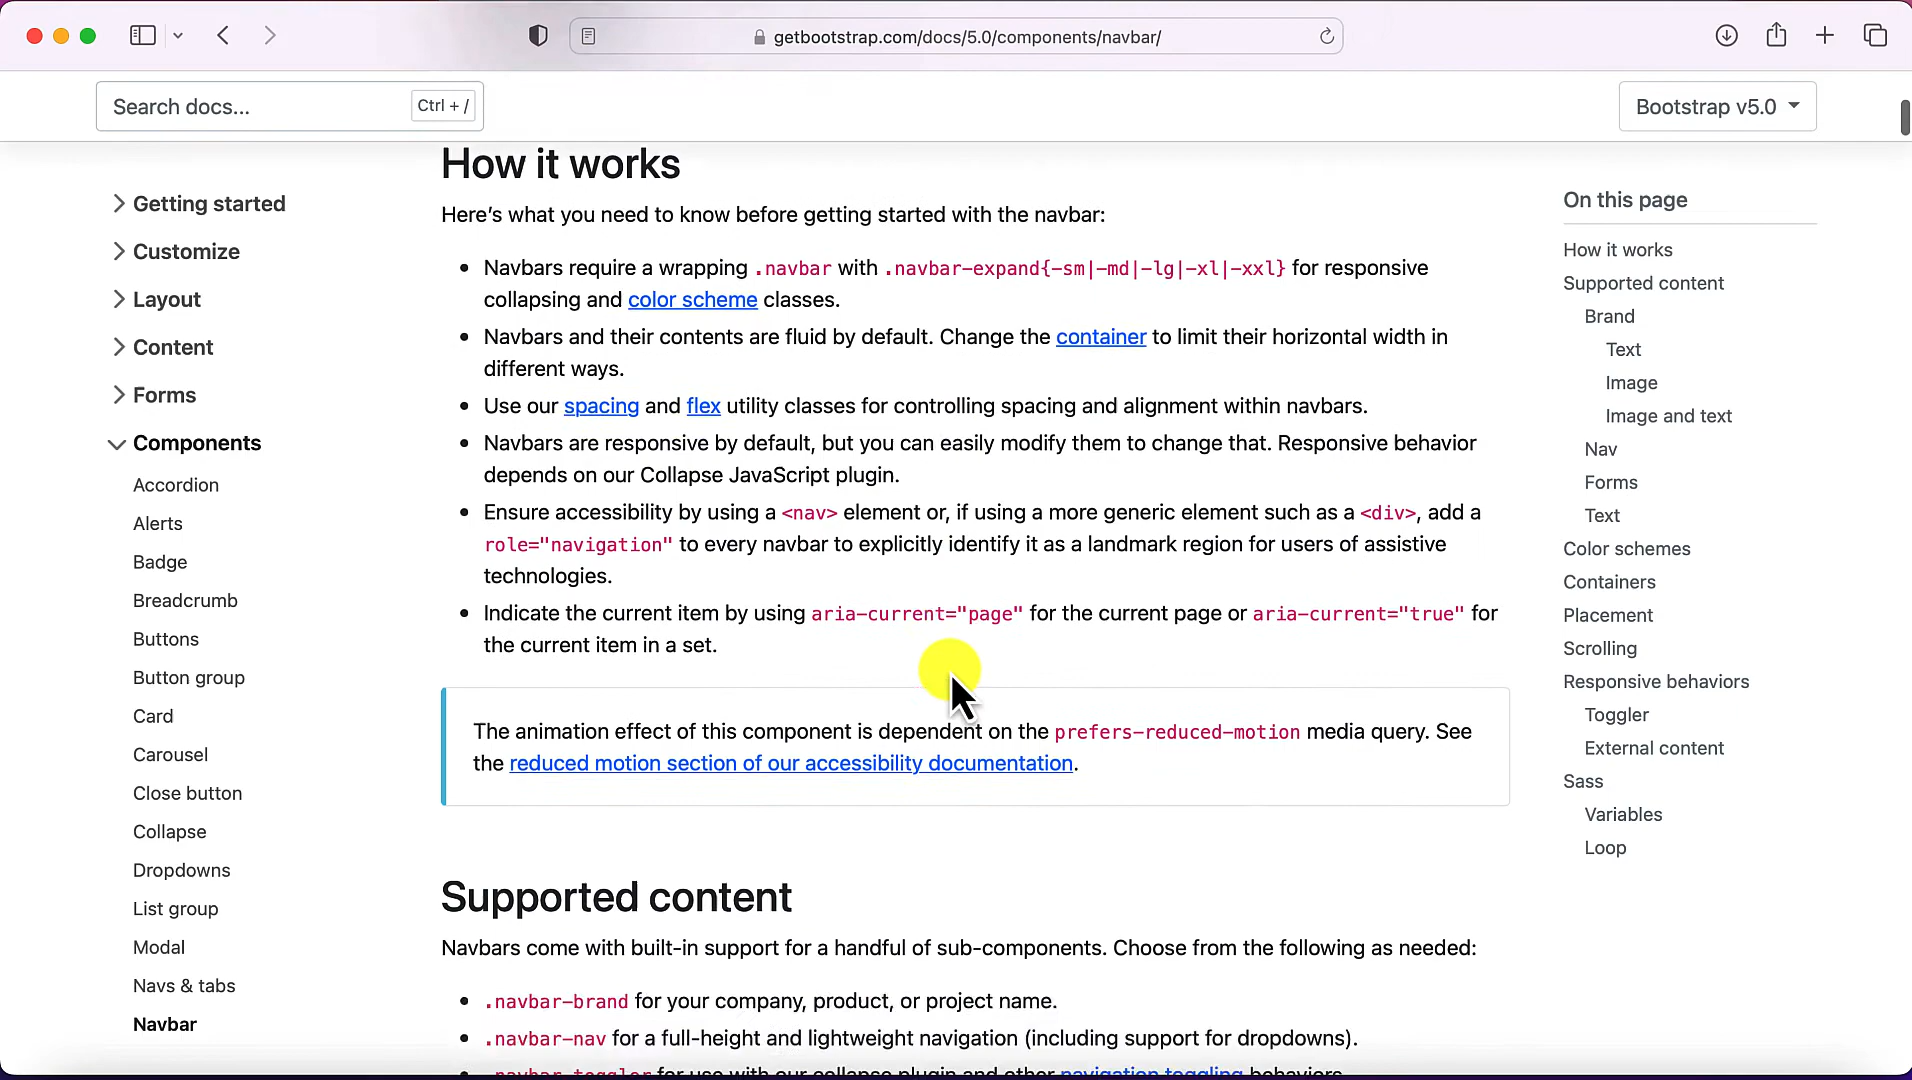 getbootstrap.com/docs/5.0/components/navbar/
Search docs...
Ctrl + /
Bootstrap v5.0
Getting started
Customize
Layout
Content
Forms
Components
Accordion
Alerts
Badge
Breadcrumb
Buttons
Button group
Card
Carousel
Close button
Collapse
Dropdowns
List group
Modal
Navs & tabs
Navbar
How it works
Here’s what you need to know before getting started with the navbar:
Navbars require a wrapping .navbar with .navbar-expand{-sm|-md|-lg|-xl|-xxl} for responsive
collapsing and color scheme classes.
Navbars and their contents are fluid by default. Change the container to limit their horizontal width in
different ways.
Use our spacing and flex utility classes for controlling spacing and alignment within navbars.
Navbars are responsive by default, but you can easily modify them to change that. Responsive behavior
depends on our Collapse JavaScript plugin.
Ensure accessibility by using a <nav> element or, if using a more generic element such as a <div>, add a
role="navigation" to every navbar to explicitly identify it as a landmark region for users of assistive
technologies.
Indicate the current item by using aria-current="page" for the current page or aria-current="true" for
the current item in a set.
The animation effect of this component is dependent on the prefers-reduced-motion media query. See
the reduced motion section of our accessibility documentation.
Supported content
Navbars come with built-in support for a handful of sub-components. Choose from the following as needed:
.navbar-brand for your company, product, or project name.
.navbar-nav for a full-height and lightweight navigation (including support for dropdowns).
.navbar-toggler for use with our collapse plugin and other navigation toggling behaviors.
On this page
How it works
Supported content
Brand
Text
Image
Image and text
Nav
Forms
Text
Color schemes
Containers
Placement
Scrolling
Responsive behaviors
Toggler
External content
Sass
Variables
Loop